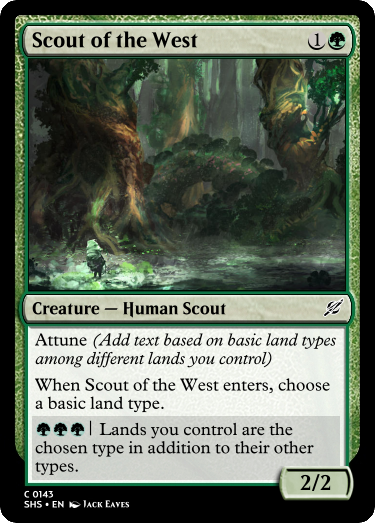 Scout of the West 1
Creature — Human Scout
Attune (Add text based on basic land types
among different lands you control)
When Scout of the West enters, choose
a basic land type.
| Lands you control are the
chosen type in addition to their other
types.
2/2
C 0143
SHS • EN Jack Eaves